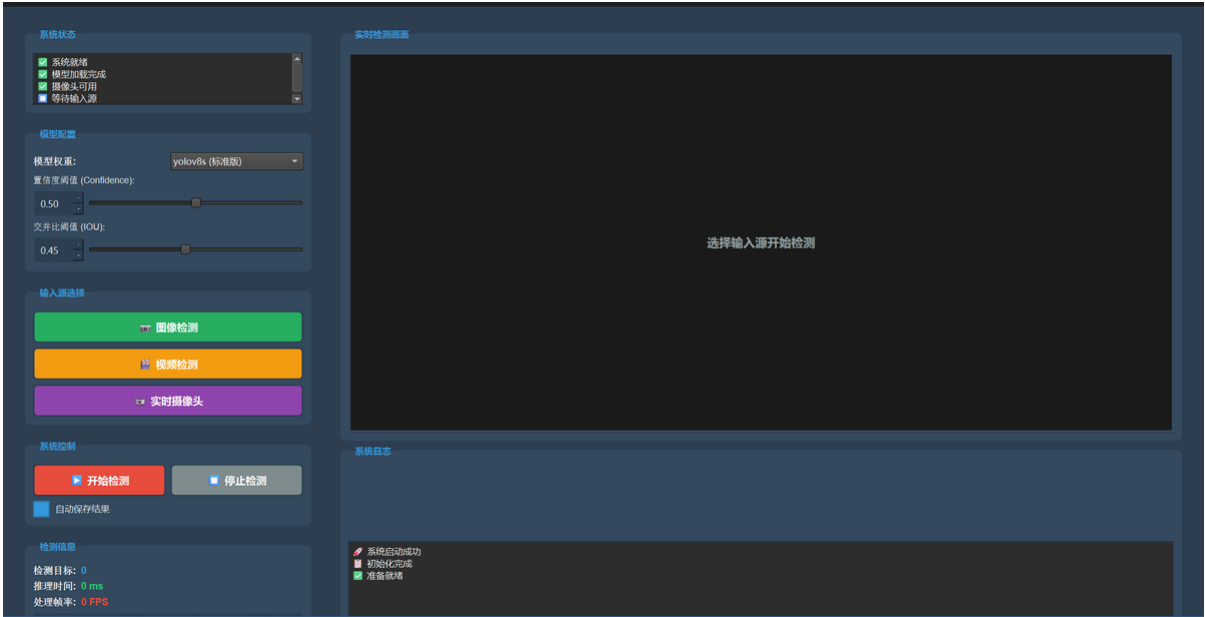 系统状态
系统就绪
模型加载完成
摄像头可用
等待输入源
模型配置
模型权重:
yolov8s (标准版)
置信度阈值 (Confidence):
0.50
交并比阈值 (IOU):
0.45
输入源选择
图像检测
视频检测
实时摄像头
系统控制
开始检测
停止检测
自动保存结果
检测信息
检测目标: 0
推理时间: 0 ms
处理帧率: 0 FPS
实时检测画面
选择输入源开始检测
系统日志
系统启动成功
初始化完成
准备就绪